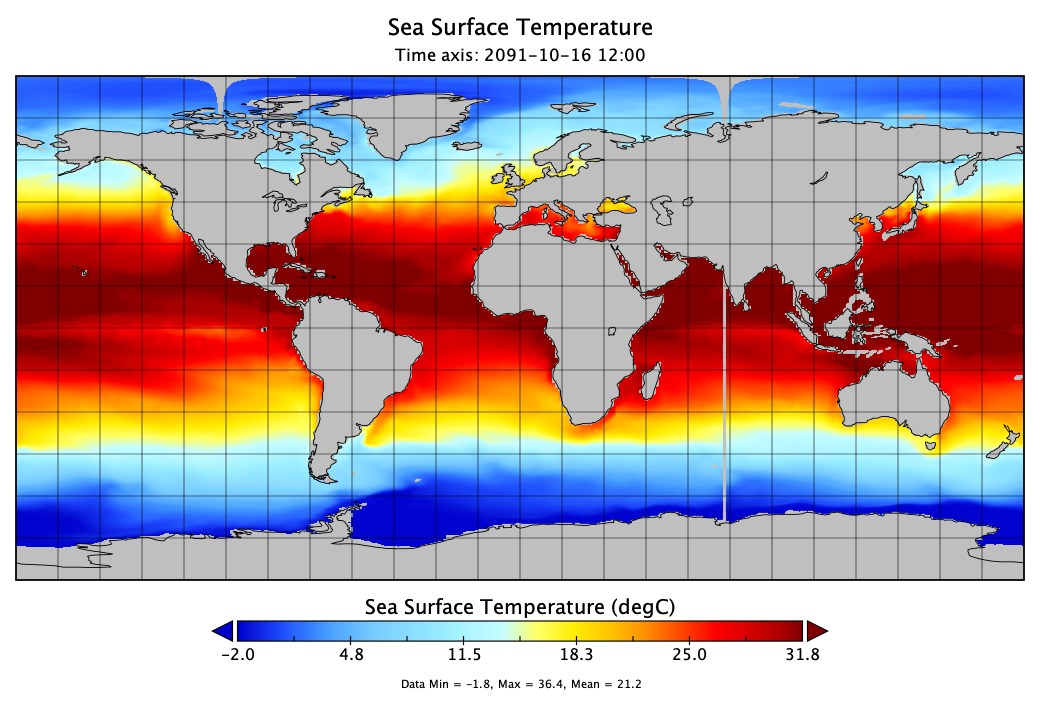 Sea Surface Temperature
Time axis: 2091-10-16 12:00
Sea Surface Temperature (degC)
−2.0 4.8 11.5 18.3 25.0 31.8
Data Min = -1.8, Max = 36.4, Mean = 21.2